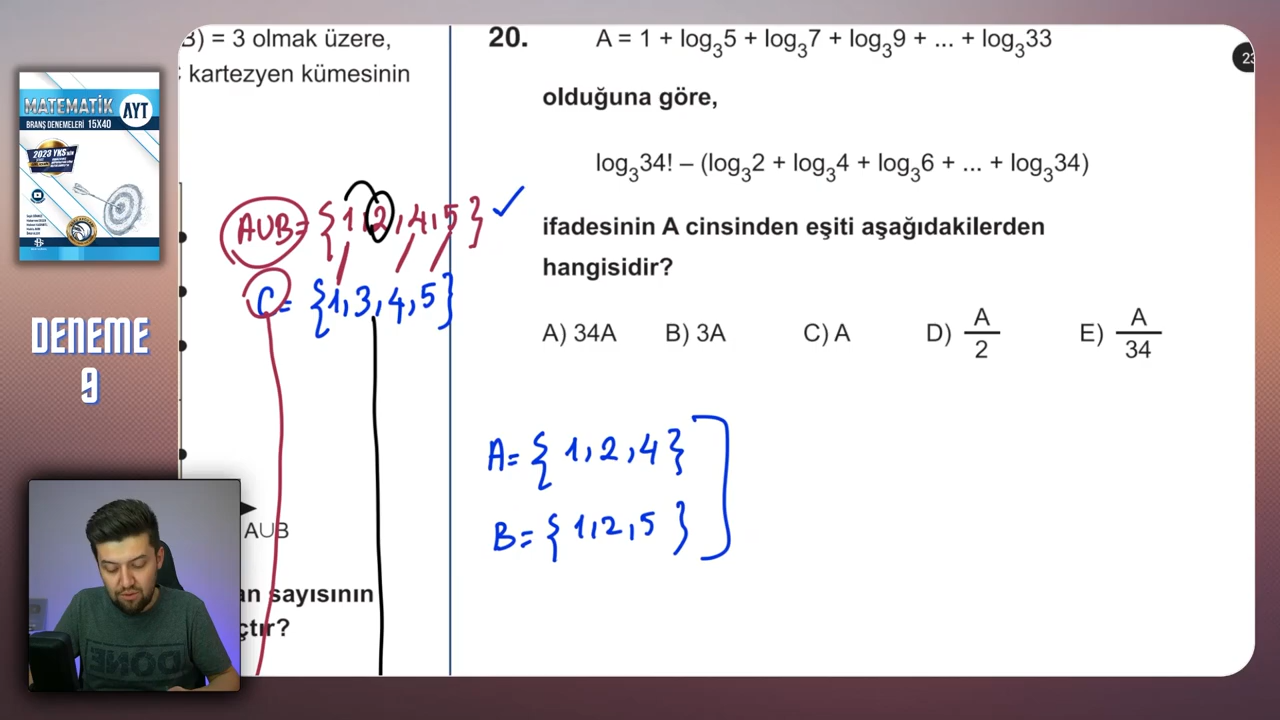 MATEMATİK
AYT
BRANŞ DENEMELERİ 15X40
2023 YKS'NİN
DENEME
9
B) = 3 olmak üzere,
kartezyen kümesinin
AUB = {1, 2, 4, 5}
C = {1, 3, 4, 5}
AUB
an sayısının
çtır?
20. A = 1 + log₃5 + log₃7 + log₃9 + ... + log₃33
olduğuna göre,
log₃34! – (log₃2 + log₃4 + log₃6 + ... + log₃34)
ifadesinin A cinsinden eşiti aşağıdakilerden
hangisidir?
A) 34A B) 3A C) A D) A/2 E) A/34
A = {1, 2, 4}
B = {1, 2, 5}
23